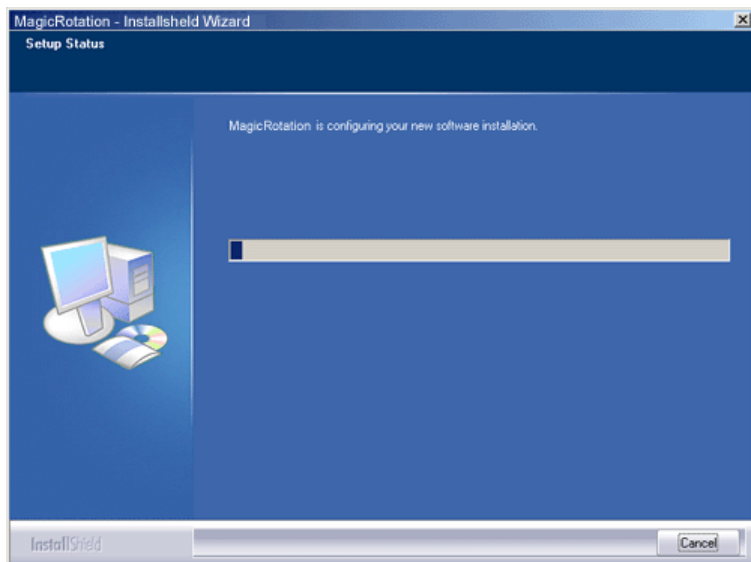 MagicRotation - Installsheld Wizard
Setup Status
MagicRotation is configuring your new software installation.
InstallShield
Cancel